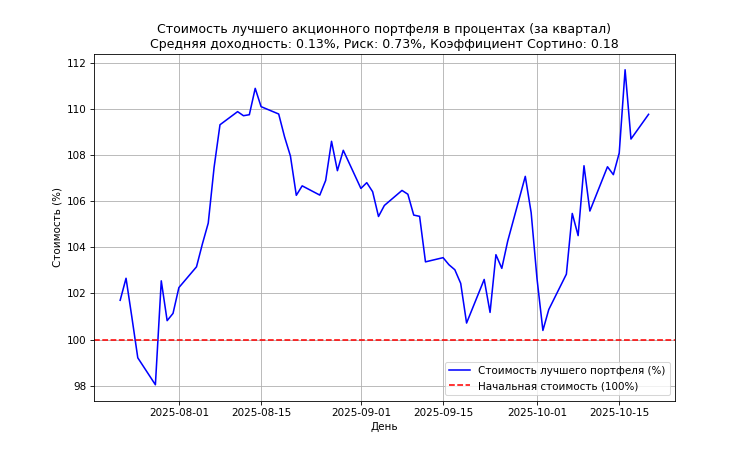 Стоимость лучшего акционного портфеля в процентах (за квартал)
Средняя доходность: 0.13%, Риск: 0.73%, Коэффициент Сортино: 0.18
Стоимость (%)
112
110
108
106
104
102
100
98
Стоимость лучшего портфеля (%)
Начальная стоимость (100%)
2025-08-01
2025-08-15
2025-09-01
2025-09-15
2025-10-01
2025-10-15
День